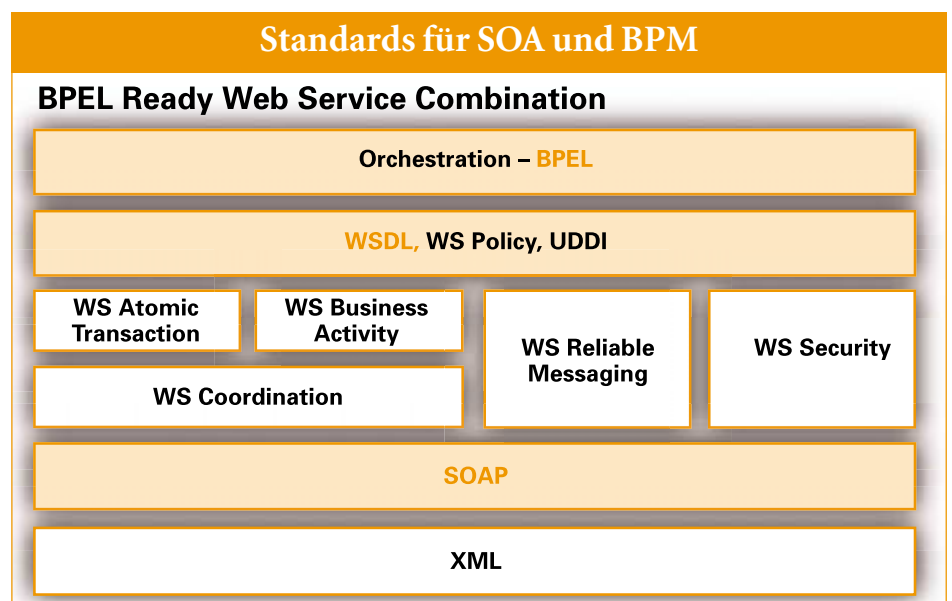 Standards für SOA und BPM
BPEL Ready Web Service Combination
Orchestration – BPEL
WSDL, WS Policy, UDDI
WS Atomic
Transaction
WS Business
Activity
WS Reliable
Messaging
WS Security
WS Coordination
SOAP
XML